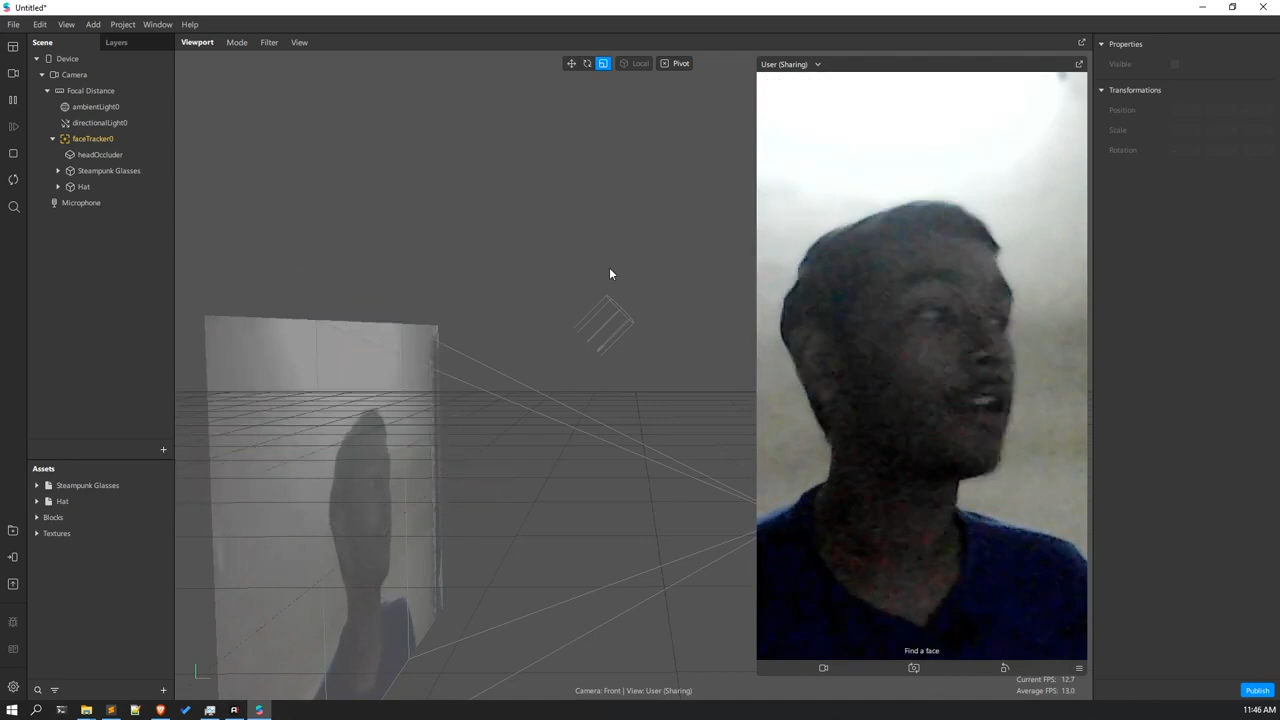 Untitled*
File Edit View Add Project Window Help
Scene Layers
Viewport Mode Filter View
Properties
Device
Local Pivot
User (Sharing)
Visible
Camera
Focal Distance
Transformations
ambientLight0
Position
directionalLight0
Scale
faceTracker0
Rotation
headOccluder
Steampunk Glasses
Hat
Microphone
Assets
Steampunk Glasses
Hat
Blocks
Textures
Find a face
Current FPS: 12.7
Camera: Front | View: User (Sharing)
Average FPS: 13.0
Publish
11:46 AM